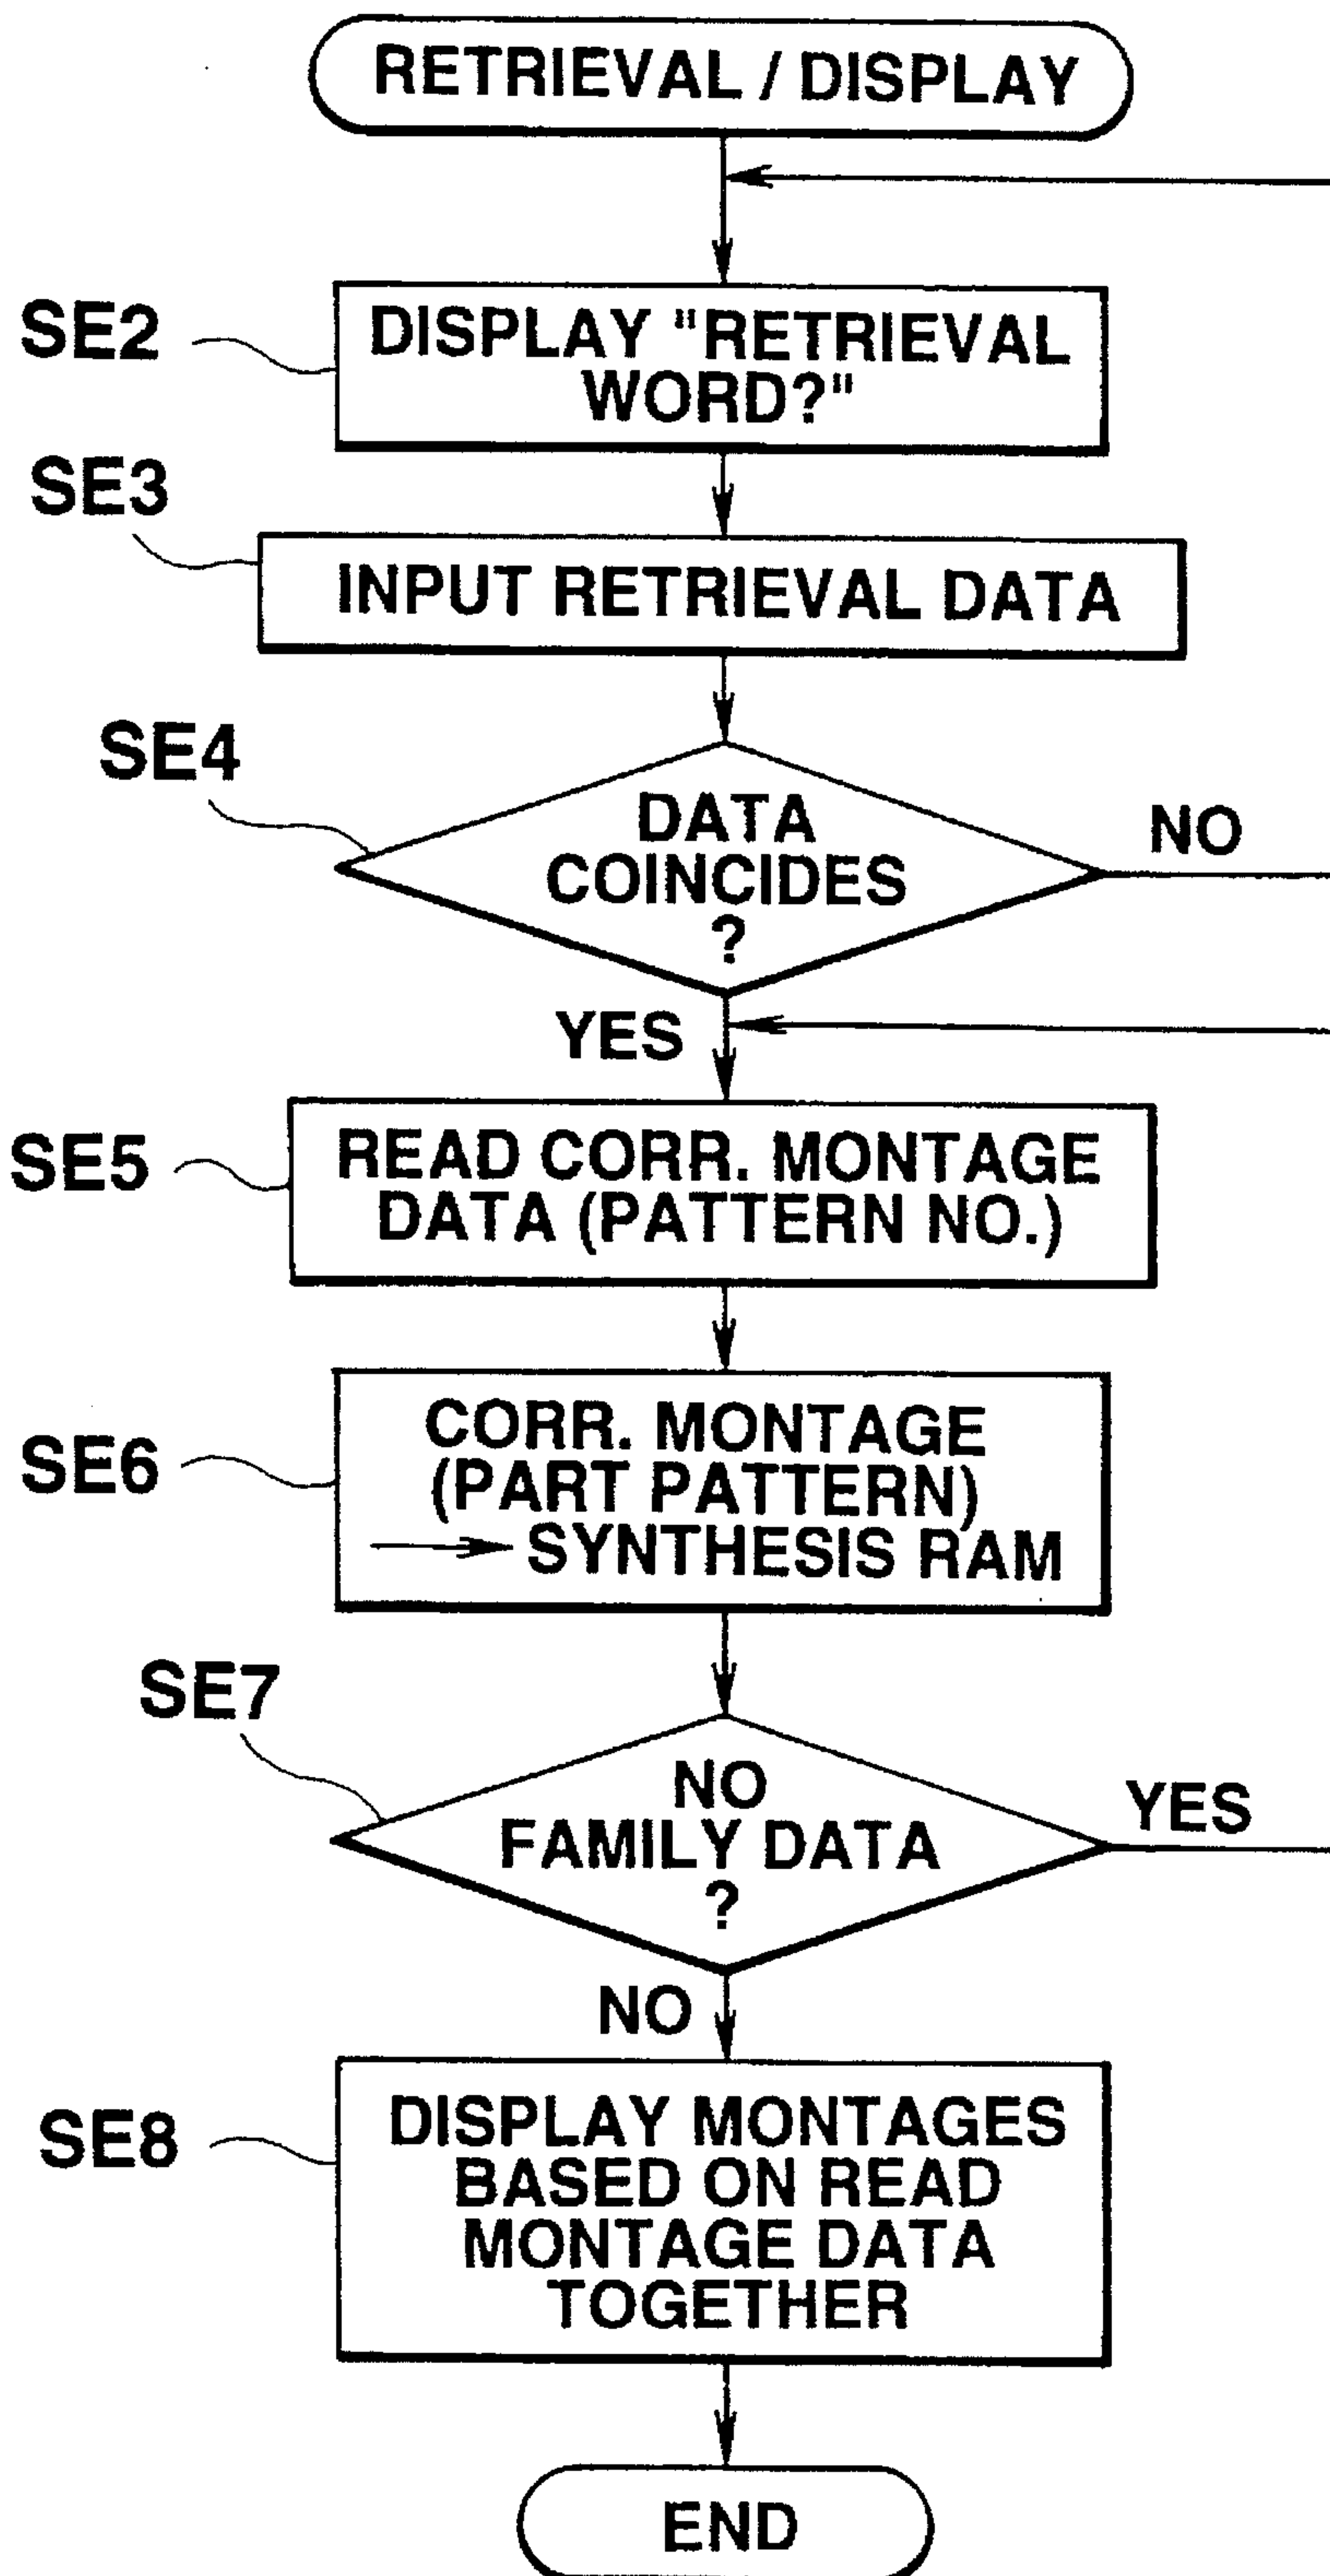 RETRIEVAL / DISPLAY
SE2
DISPLAY "RETRIEVAL
WORD?"
SE3
INPUT RETRIEVAL DATA
SE4
DATA
COINCIDES
?
NO
YES
SE5
READ CORR. MONTAGE
DATA (PATTERN NO.)
SE6
CORR. MONTAGE
(PART PATTERN)
→ SYNTHESIS RAM
SE7
NO
FAMILY DATA
?
YES
NO
SE8
DISPLAY MONTAGES
BASED ON READ
MONTAGE DATA
TOGETHER
END